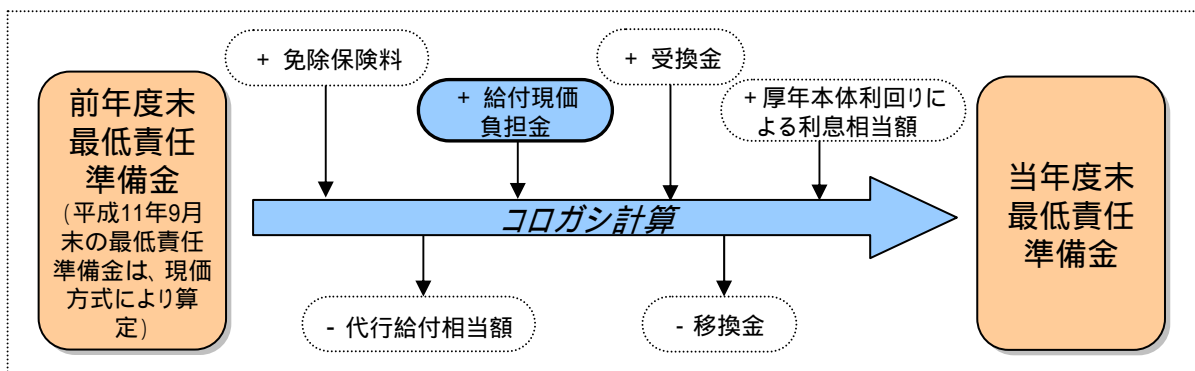 + 免除保険料
+ 受換金
+ 給付現価
負担金
+厚年本体利回りに
よる利息相当額
前年度末
最低責任
準備金
(平成11年9月
末の最低責任
準備金は、現価
方式により算
定)
コロガシ計算
当年度末
最低責任
準備金
- 代行給付相当額
- 移換金